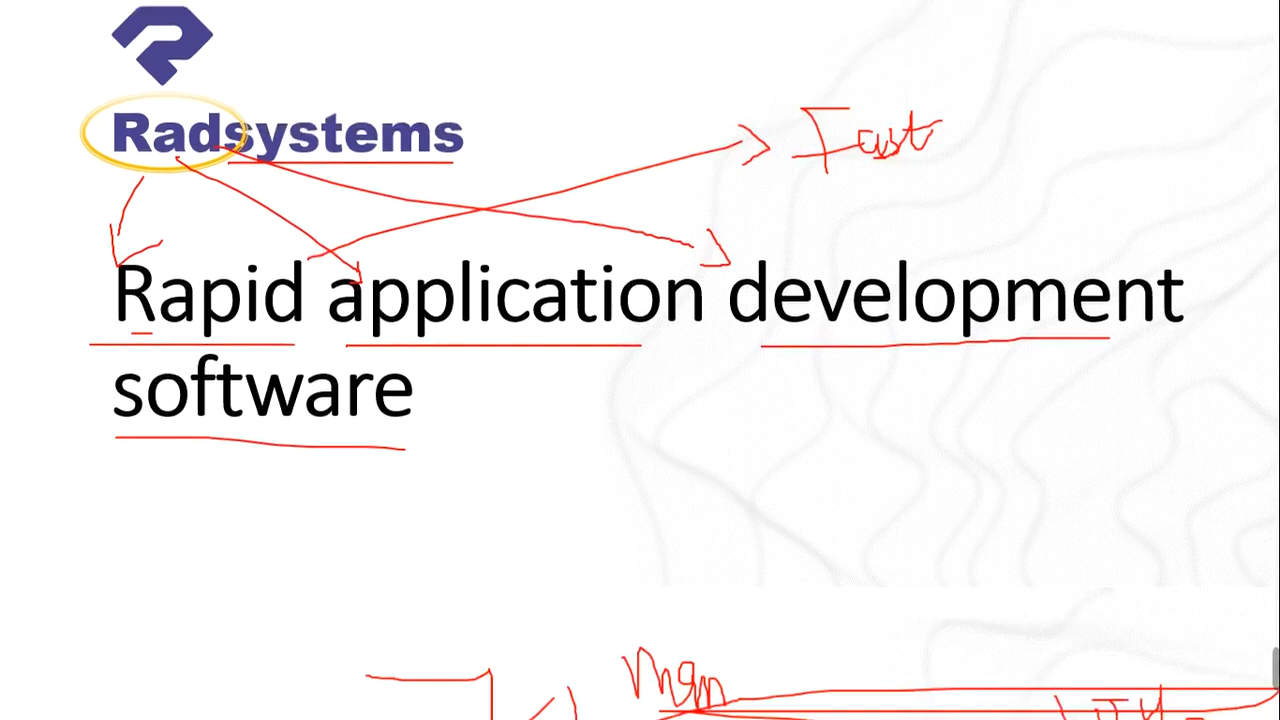 Radsystems
Fast
Rapid application development
software